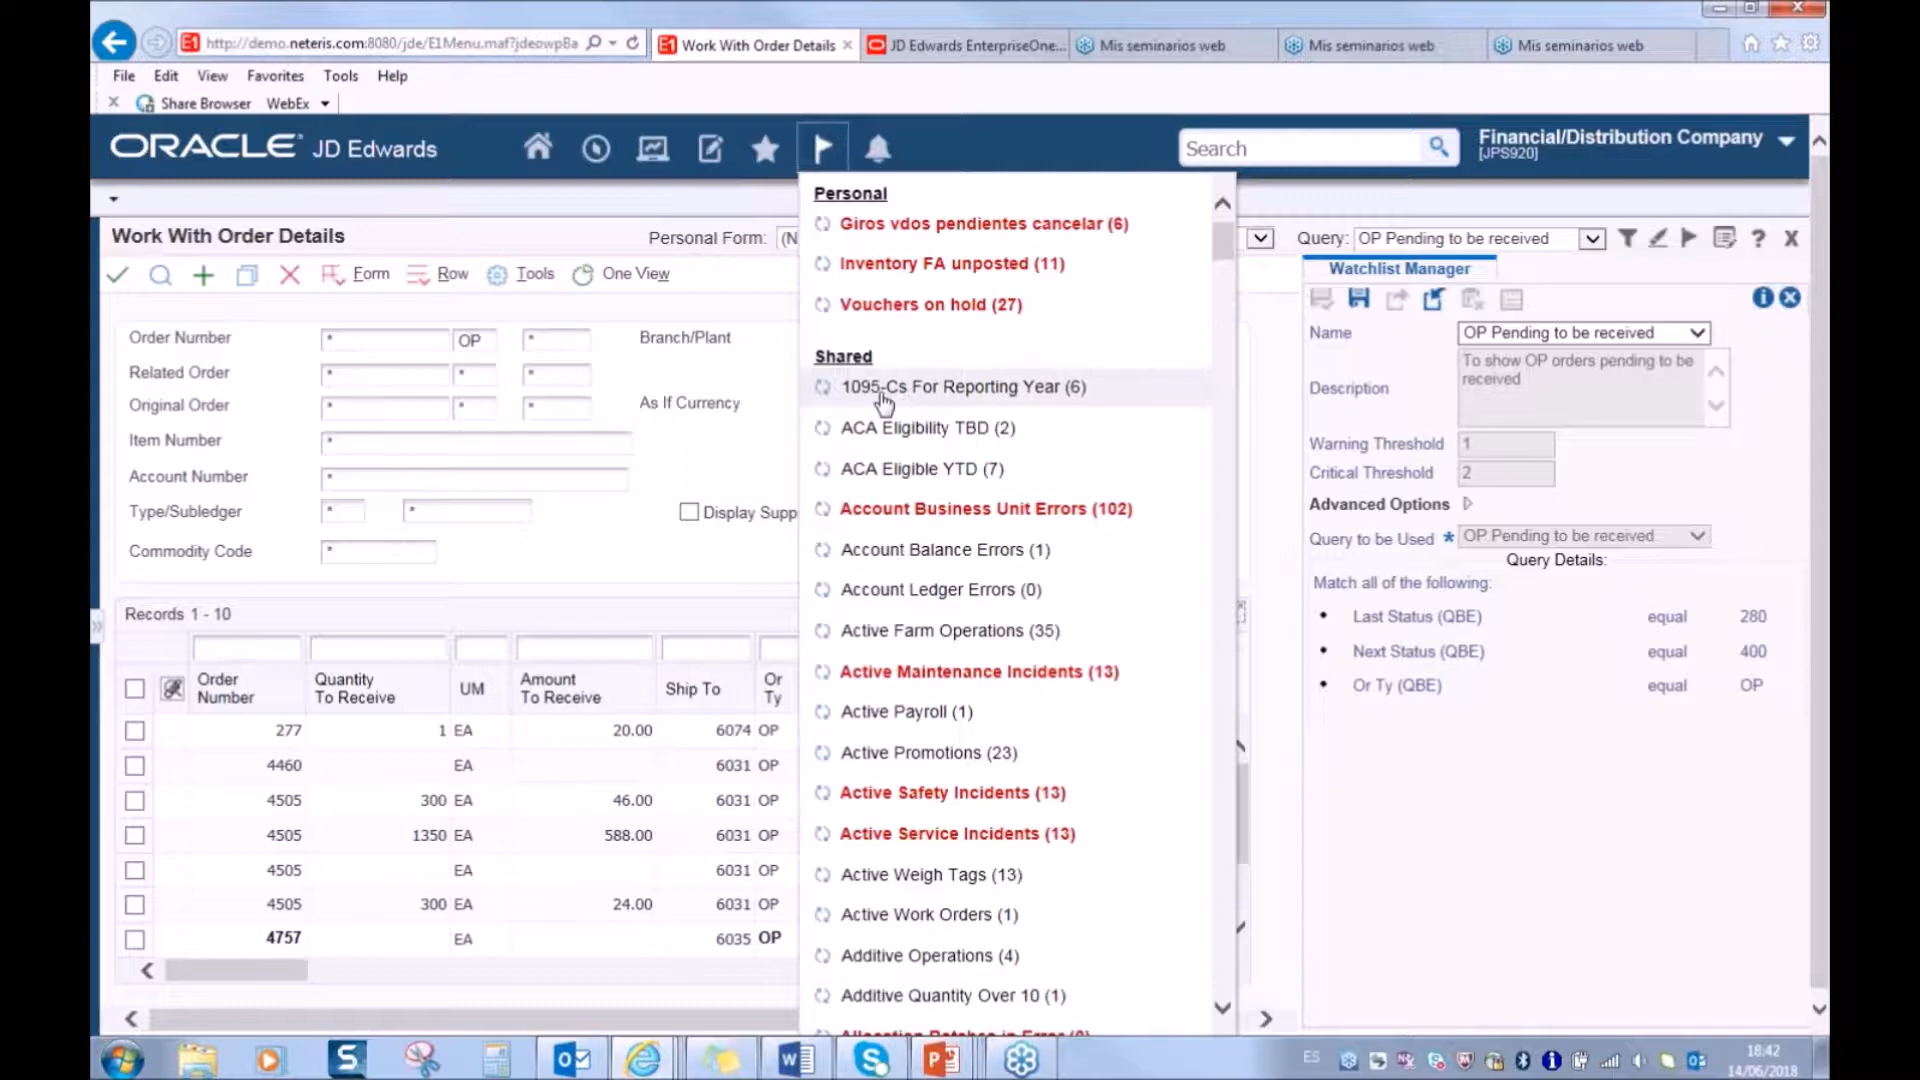 http://demo.neteris.com:8080/jde/E1Menu.maf?jdeowpBa
Work With Order Details
JD Edwards EnterpriseOne...
Mis seminarios web
Mis seminarios web
Mis seminarios web
File Edit View Favorites Tools Help
Share Browser WebEx
ORACLE JD Edwards
Search
Financial/Distribution Company
[JPS920]
Work With Order Details
Personal Form: (N
Query: OP Pending to be received
Form Row Tools One View
Order Number * OP * Branch/Plant
Related Order * * *
Original Order * * * As If Currency
Item Number *
Account Number *
Type/Subledger * * Display Supp
Commodity Code *
Records 1 - 10
Order Number Quantity To Receive UM Amount To Receive Ship To Or Ty
277 1 EA 20.00 6074 OP
4460 EA 6031 OP
4505 300 EA 46.00 6031 OP
4505 1350 EA 588.00 6031 OP
4505 EA 6031 OP
4505 300 EA 24.00 6031 OP
4757 EA 6035 OP
Personal
Giros vdos pendientes cancelar (6)
Inventory FA unposted (11)
Vouchers on hold (27)
Shared
1095-Cs For Reporting Year (6)
ACA Eligibility TBD (2)
ACA Eligible YTD (7)
Account Business Unit Errors (102)
Account Balance Errors (1)
Account Ledger Errors (0)
Active Farm Operations (35)
Active Maintenance Incidents (13)
Active Payroll (1)
Active Promotions (23)
Active Safety Incidents (13)
Active Service Incidents (13)
Active Weigh Tags (13)
Active Work Orders (1)
Additive Operations (4)
Additive Quantity Over 10 (1)
Watchlist Manager
Name OP Pending to be received
Description To show OP orders pending to be
received
Warning Threshold 1
Critical Threshold 2
Advanced Options
Query to be Used * OP Pending to be received
Query Details:
Match all of the following:
• Last Status (QBE) equal 280
• Next Status (QBE) equal 400
• Or Ty (QBE) equal OP
ES
18:42
14/06/2018